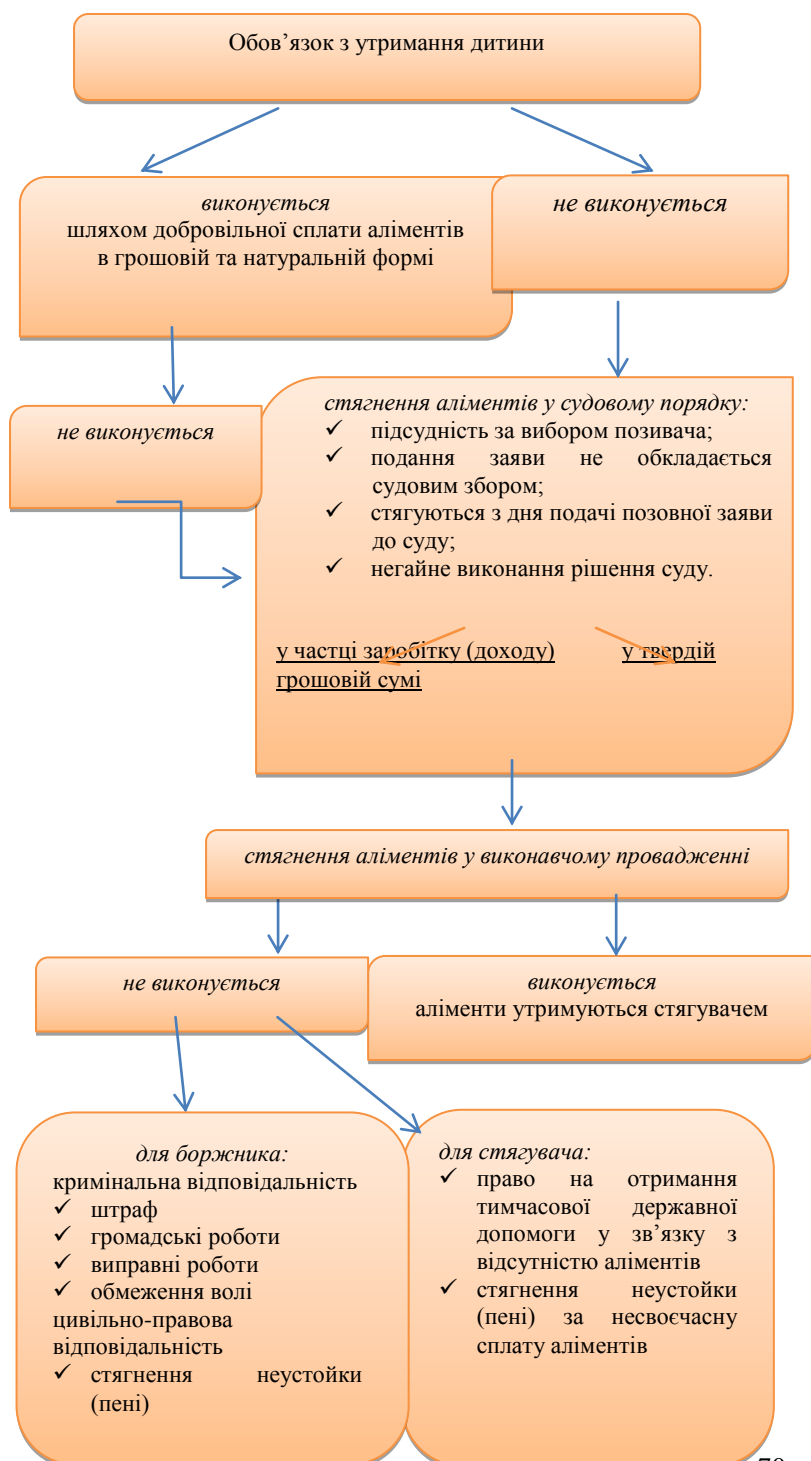 Обов’язок з утримання дитини
виконується
шляхом добровільної сплати аліментів
в грошовій та натуральній формі
не виконується
не виконується
стягнення аліментів у судовому порядку:
✓ підсудність за вибором позивача;
✓ подання заяви не обкладається
судовим збором;
✓ стягуються з дня подачі позовної заяви
до суду;
✓ негайне виконання рішення суду.
у частці заробітку (доходу) у твердій
грошовій сумі
стягнення аліментів у виконавчому провадженні
не виконується
виконується
аліменти утримуються стягувачем
для боржника:
кримінальна відповідальність
✓ штраф
✓ громадські роботи
✓ виправні роботи
✓ обмеження волі
цивільно-правова
відповідальність
✓ стягнення неустойки
(пені)
для стягувача:
✓ право на отримання
тимчасової державної
допомоги у зв’язку з
відсутністю аліментів
✓ стягнення неустойки
(пені) за несвоєчасну
сплату аліментів